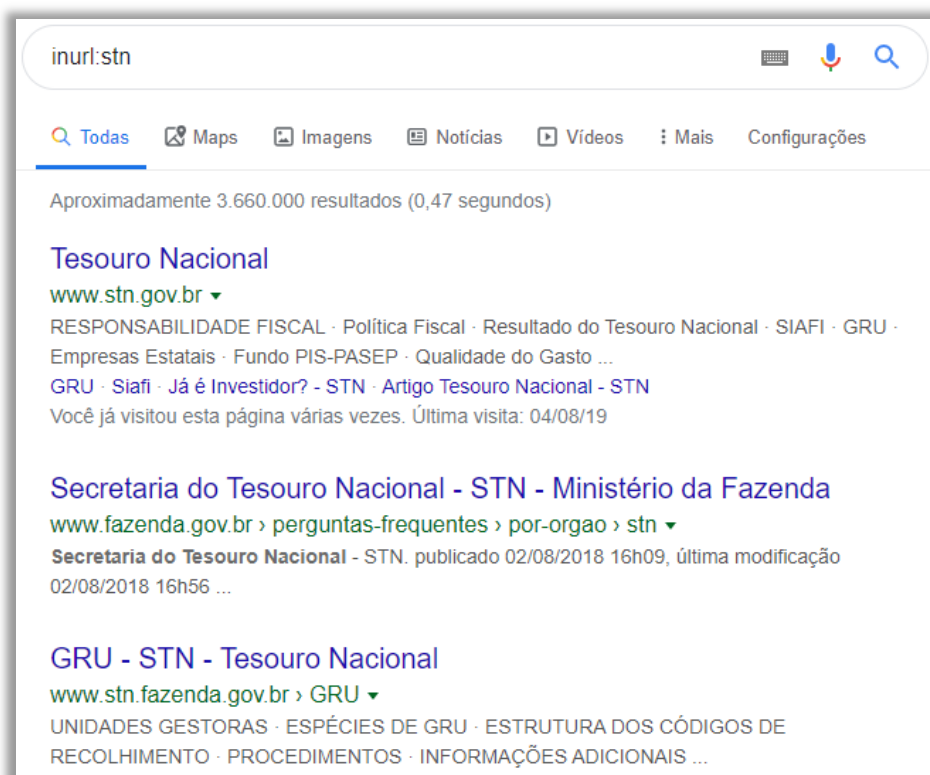 inurl:stn
Todas Maps Imagens Notícias Vídeos Mais Configurações
Aproximadamente 3.660.000 resultados (0,47 segundos)
Tesouro Nacional
www.stn.gov.br
RESPONSABILIDADE FISCAL · Política Fiscal · Resultado do Tesouro Nacional · SIAFI · GRU ·
Empresas Estatais · Fundo PIS-PASEP · Qualidade do Gasto ...
GRU · Siafi · Já é Investidor? - STN · Artigo Tesouro Nacional - STN
Você já visitou esta página várias vezes. Última visita: 04/08/19
Secretaria do Tesouro Nacional - STN - Ministério da Fazenda
www.fazenda.gov.br › perguntas-frequentes › por-orgao › stn
Secretaria do Tesouro Nacional - STN. publicado 02/08/2018 16h09, última modificação
02/08/2018 16h56 ...
GRU - STN - Tesouro Nacional
www.stn.fazenda.gov.br › GRU
UNIDADES GESTORAS · ESPÉCIES DE GRU · ESTRUTURA DOS CÓDIGOS DE
RECOLHIMENTO · PROCEDIMENTOS · INFORMAÇÕES ADICIONAIS ...